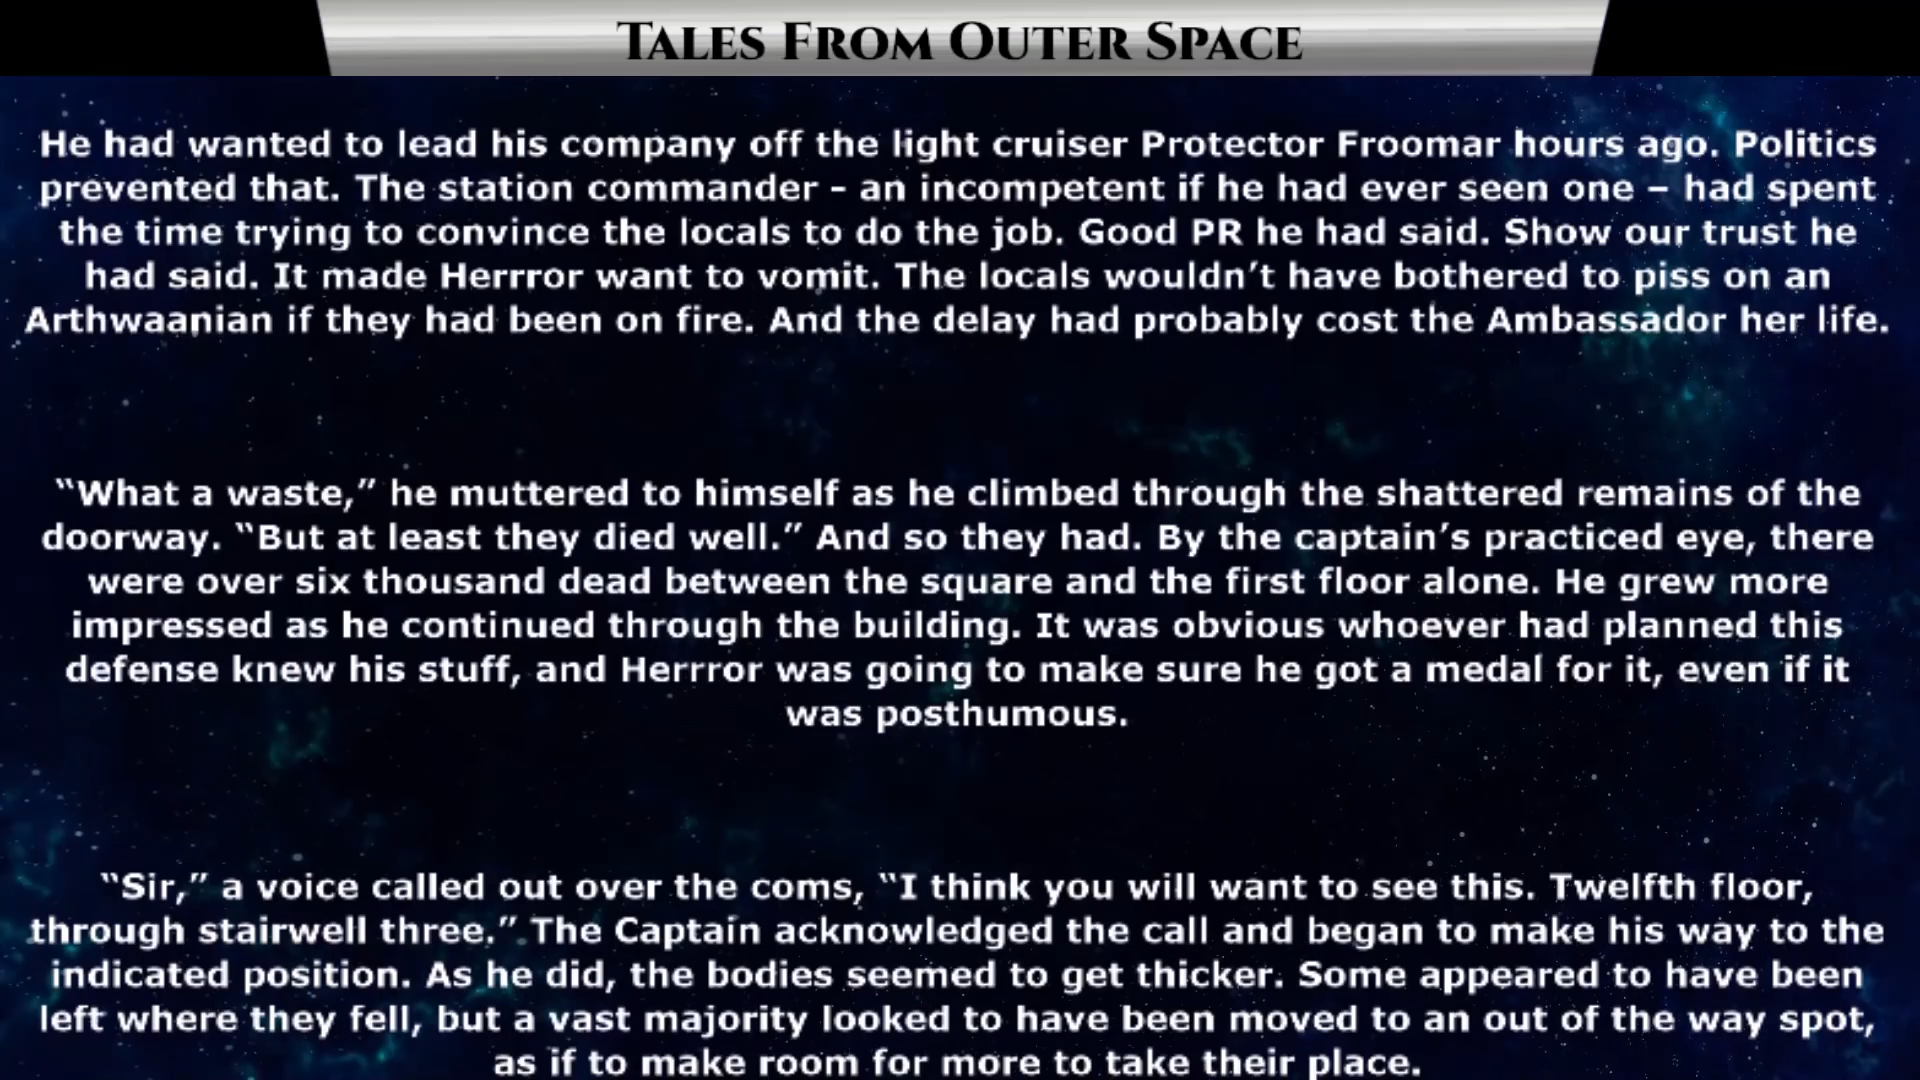 Tales From Outer Space
He had wanted to lead his company off the light cruiser Protector Froomar hours ago. Politics
prevented that. The station commander - an incompetent if he had ever seen one – had spent
the time trying to convince the locals to do the job. Good PR he had said. Show our trust he
had said. It made Herrror want to vomit. The locals wouldn’t have bothered to piss on an
Arthwaanian if they had been on fire. And the delay had probably cost the Ambassador her life.
“What a waste,” he muttered to himself as he climbed through the shattered remains of the
doorway. “But at least they died well.” And so they had. By the captain’s practiced eye, there
were over six thousand dead between the square and the first floor alone. He grew more
impressed as he continued through the building. It was obvious whoever had planned this
defense knew his stuff, and Herrror was going to make sure he got a medal for it, even if it
was posthumous.
“Sir,” a voice called out over the coms, “I think you will want to see this. Twelfth floor,
through stairwell three.” The Captain acknowledged the call and began to make his way to the
indicated position. As he did, the bodies seemed to get thicker. Some appeared to have been
left where they fell, but a vast majority looked to have been moved to an out of the way spot,
as if to make room for more to take their place.